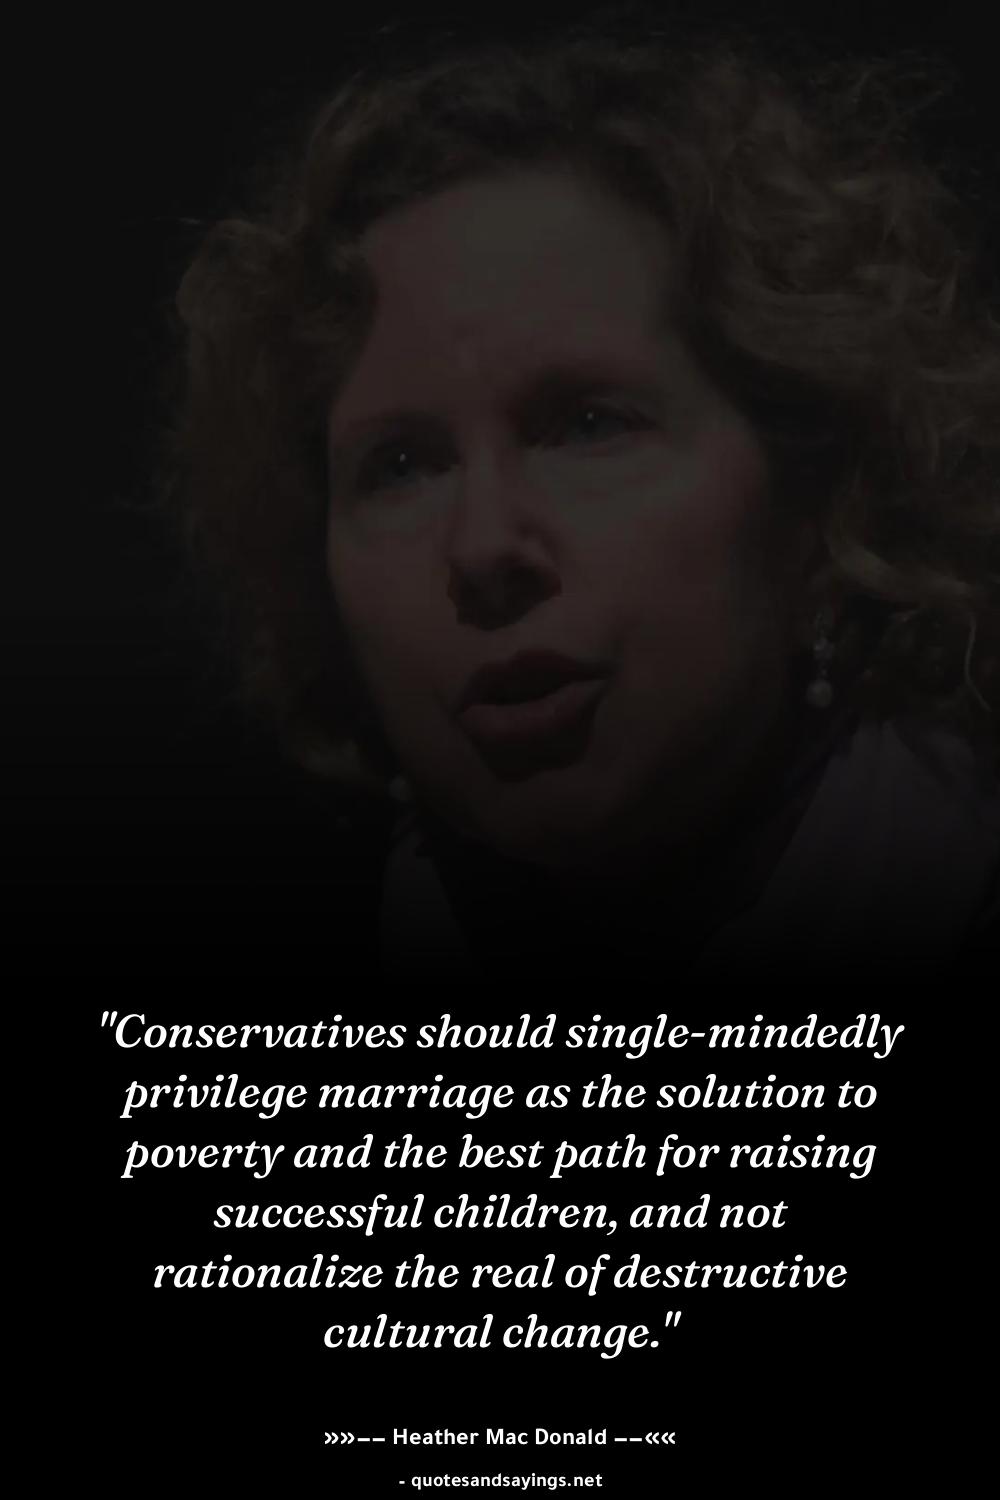 "Conservatives should single-mindedly
privilege marriage as the solution to
poverty and the best path for raising
successful children, and not
rationalize the real of destructive
cultural change."
»»−− Heather Mac Donald −−««
- quotesandsayings.net